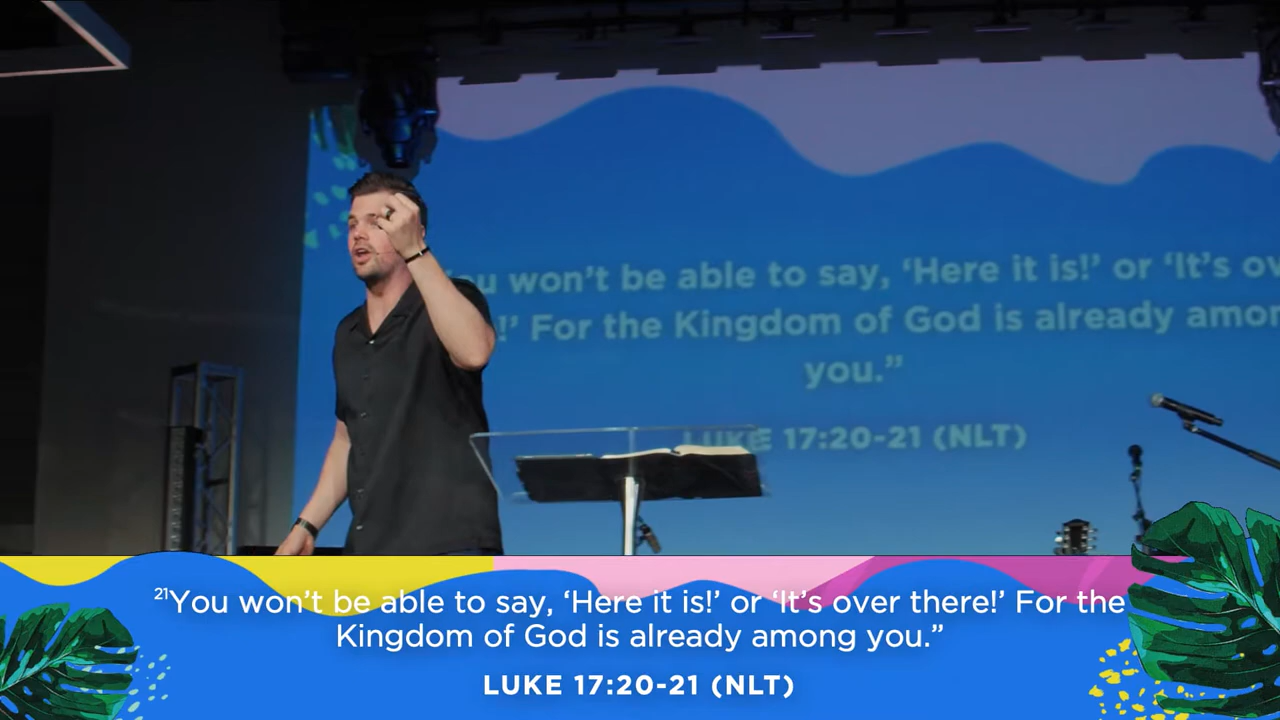 ou won't be able to say, ‘Here it is!’ or ‘It's ov
!’ For the Kingdom of God is already amon
you.”
LUKE 17:20-21 (NLT)
²¹You won't be able to say, ‘Here it is!’ or ‘It's over there!’ For the
Kingdom of God is already among you.”
LUKE 17:20-21 (NLT)